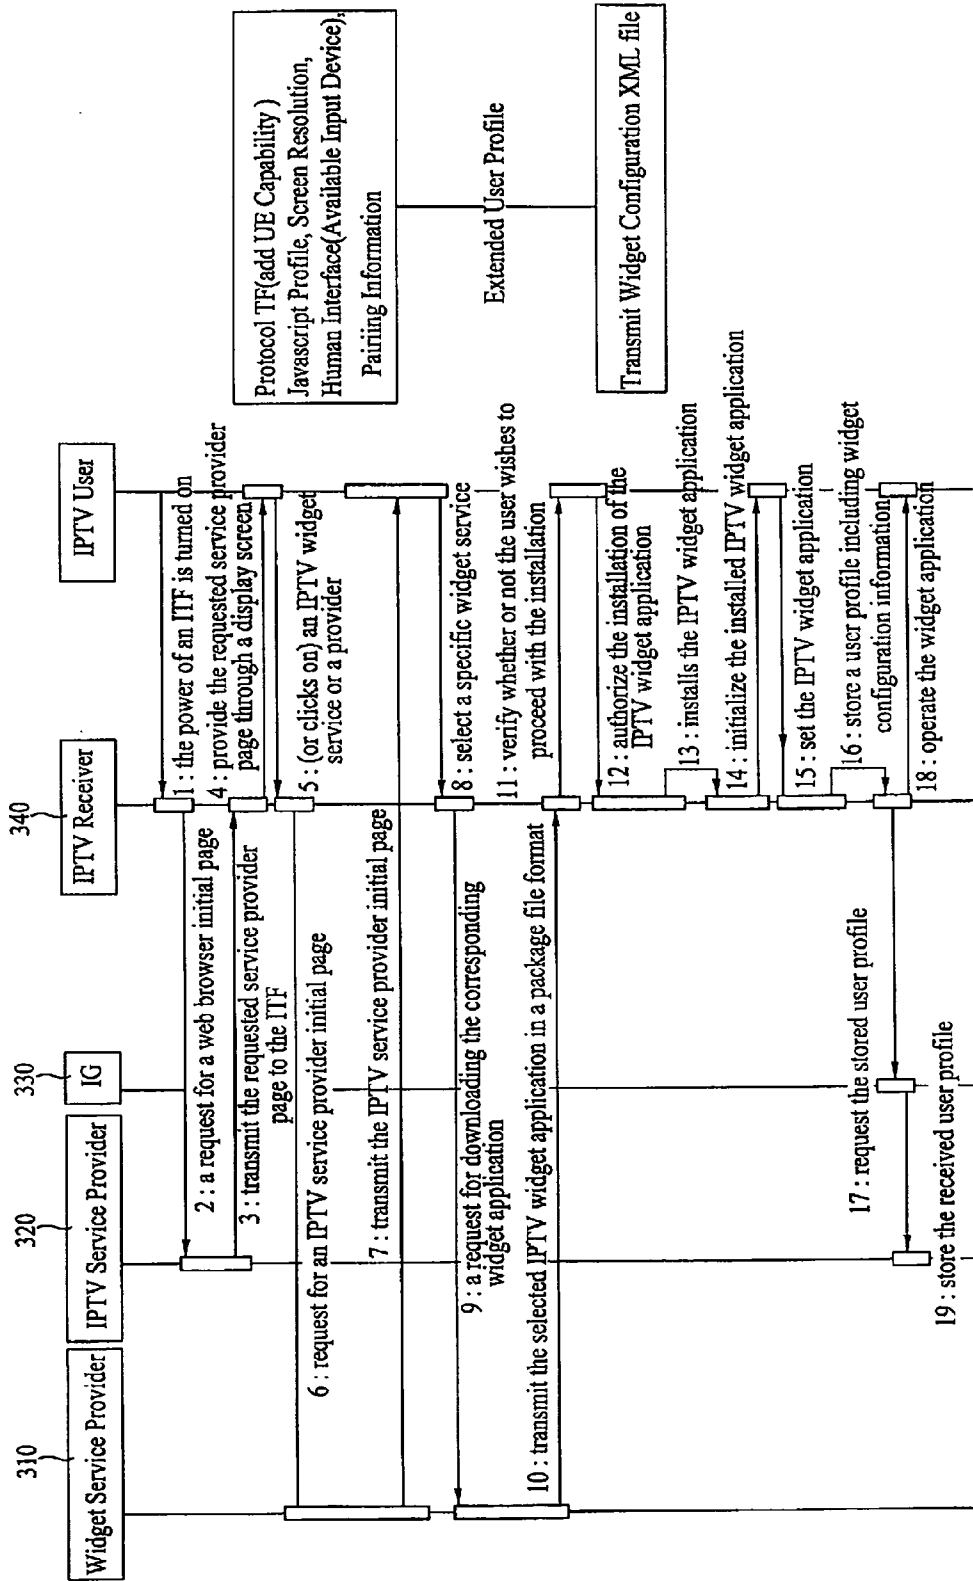 310
320
330
340
Widget Service Provider
IPTV Service Provider
IG
IPTV Receiver
IPTV User
1 : the power of an ITF is turned on
2 : a request for a web browser initial page
3 : transmit the requested service provider
page to the ITF
4 : provide the requested service provider
page through a display screen
5 : (or clicks on) an IPTV widget
service or a provider
6 : request for an IPTV service provider initial page
7 : transmit the IPTV service provider initial page
8 : select a specific widget service
9 : a request for downloading the corresponding
widget application
10 : transmit the selected IPTV widget application in a package file format
11 : verify whether or not the user wishes to
proceed with the installation
12 : authorize the installation of the
IPTV widget application
13 : installs the IPTV widget application
14 : initialize the installed IPTV widget application
15 : set the IPTV widget application
16 : store a user profile including widget
configuration information
17 : request the stored user profile
18 : operate the widget application
19 : store the received user profile
Protocol TF(add UE Capability )
Javascript Profile, Screen Resolution,
Human Interface(Available Input Device),
Pairiing Information
Extended User Profile
Transmit Widget Configuration XML file